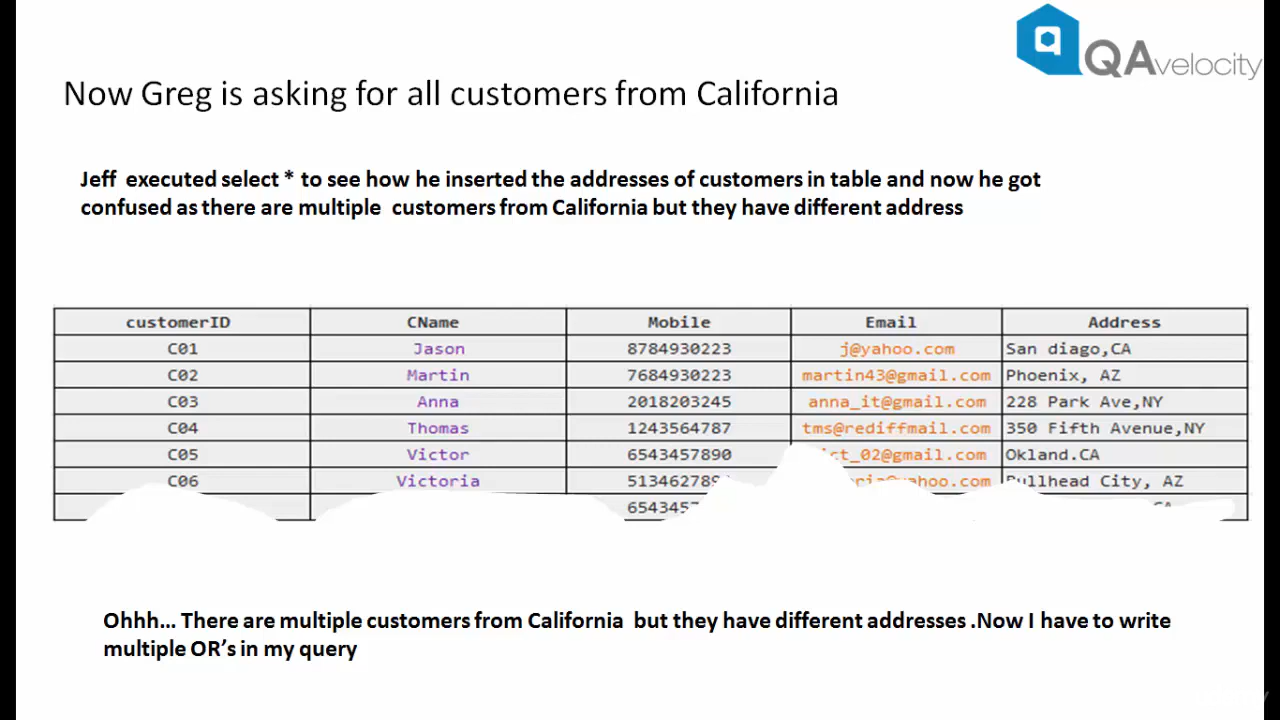 QAvelocity
Now Greg is asking for all customers from California
Jeff executed select * to see how he inserted the addresses of customers in table and now he got
confused as there are multiple customers from California but they have different address
customerID CName Mobile Email Address
C01 Jason 8784930223 j@yahoo.com San diago,CA
C02 Martin 7684930223 martin43@gmail.com Phoenix, AZ
C03 Anna 2018203245 anna_it@gmail.com 228 Park Ave,NY
C04 Thomas 1243564787 tms@rediffmail.com 350 Fifth Avenue,NY
C05 Victor 6543457890 Okland.CA
C06 Victoria City, AZ
Ohhh... There are multiple customers from California but they have different addresses .Now I have to write
multiple OR’s in my query